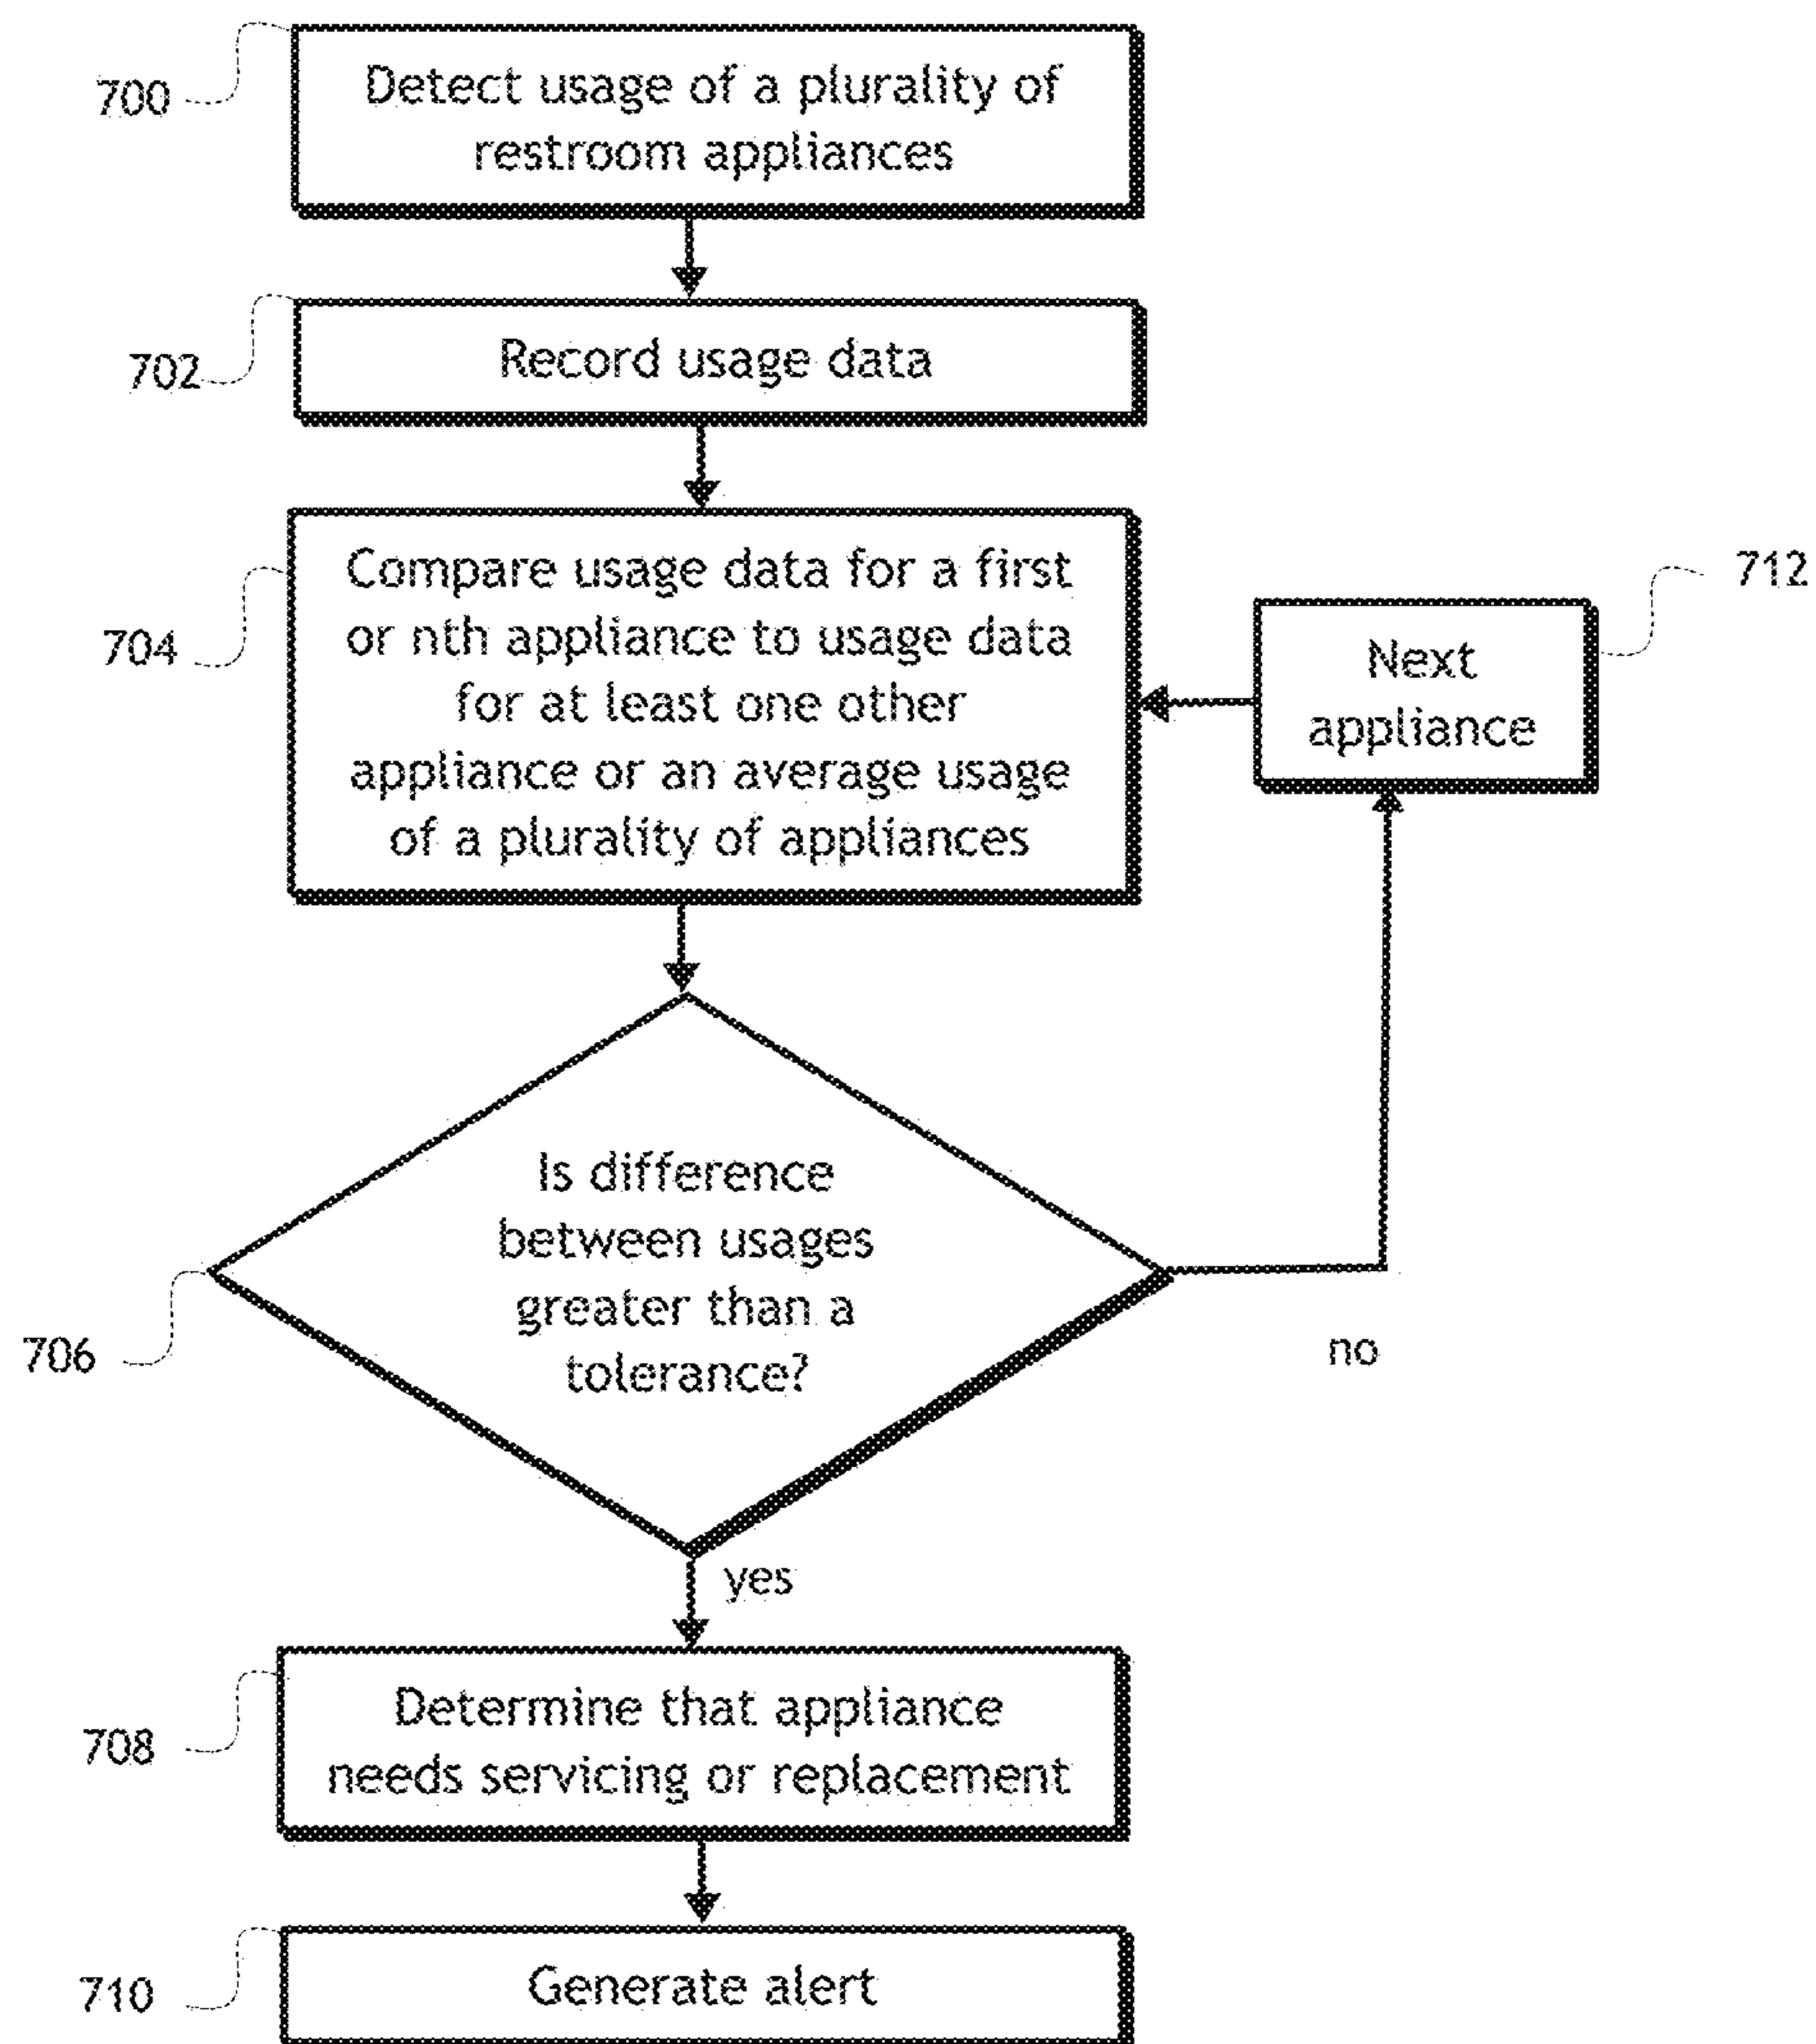 700
Detect usage of a plurality of
restroom appliances
702
Record usage data
704
Compare usage data for a first
or nth appliance to usage data
for at least one other
appliance or an average usage
of a plurality of appliances
712
Next
appliance
706
Is difference
between usages
greater than a
tolerance?
no
yes
708
Determine that appliance
needs servicing or replacement
710
Generate alert